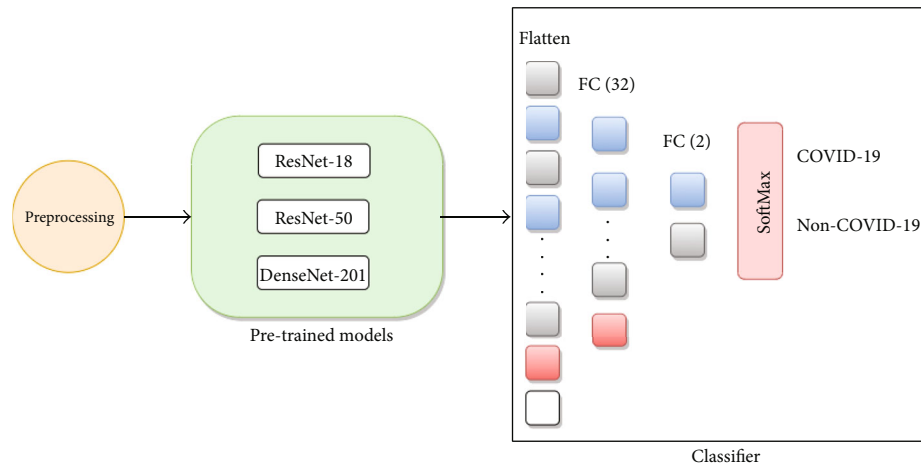 Preprocessing
ResNet-18
ResNet-50
DenseNet-201
Pre-trained models
Flatten
FC (32)
FC (2)
SoftMax
COVID-19
Non-COVID-19
Classifier